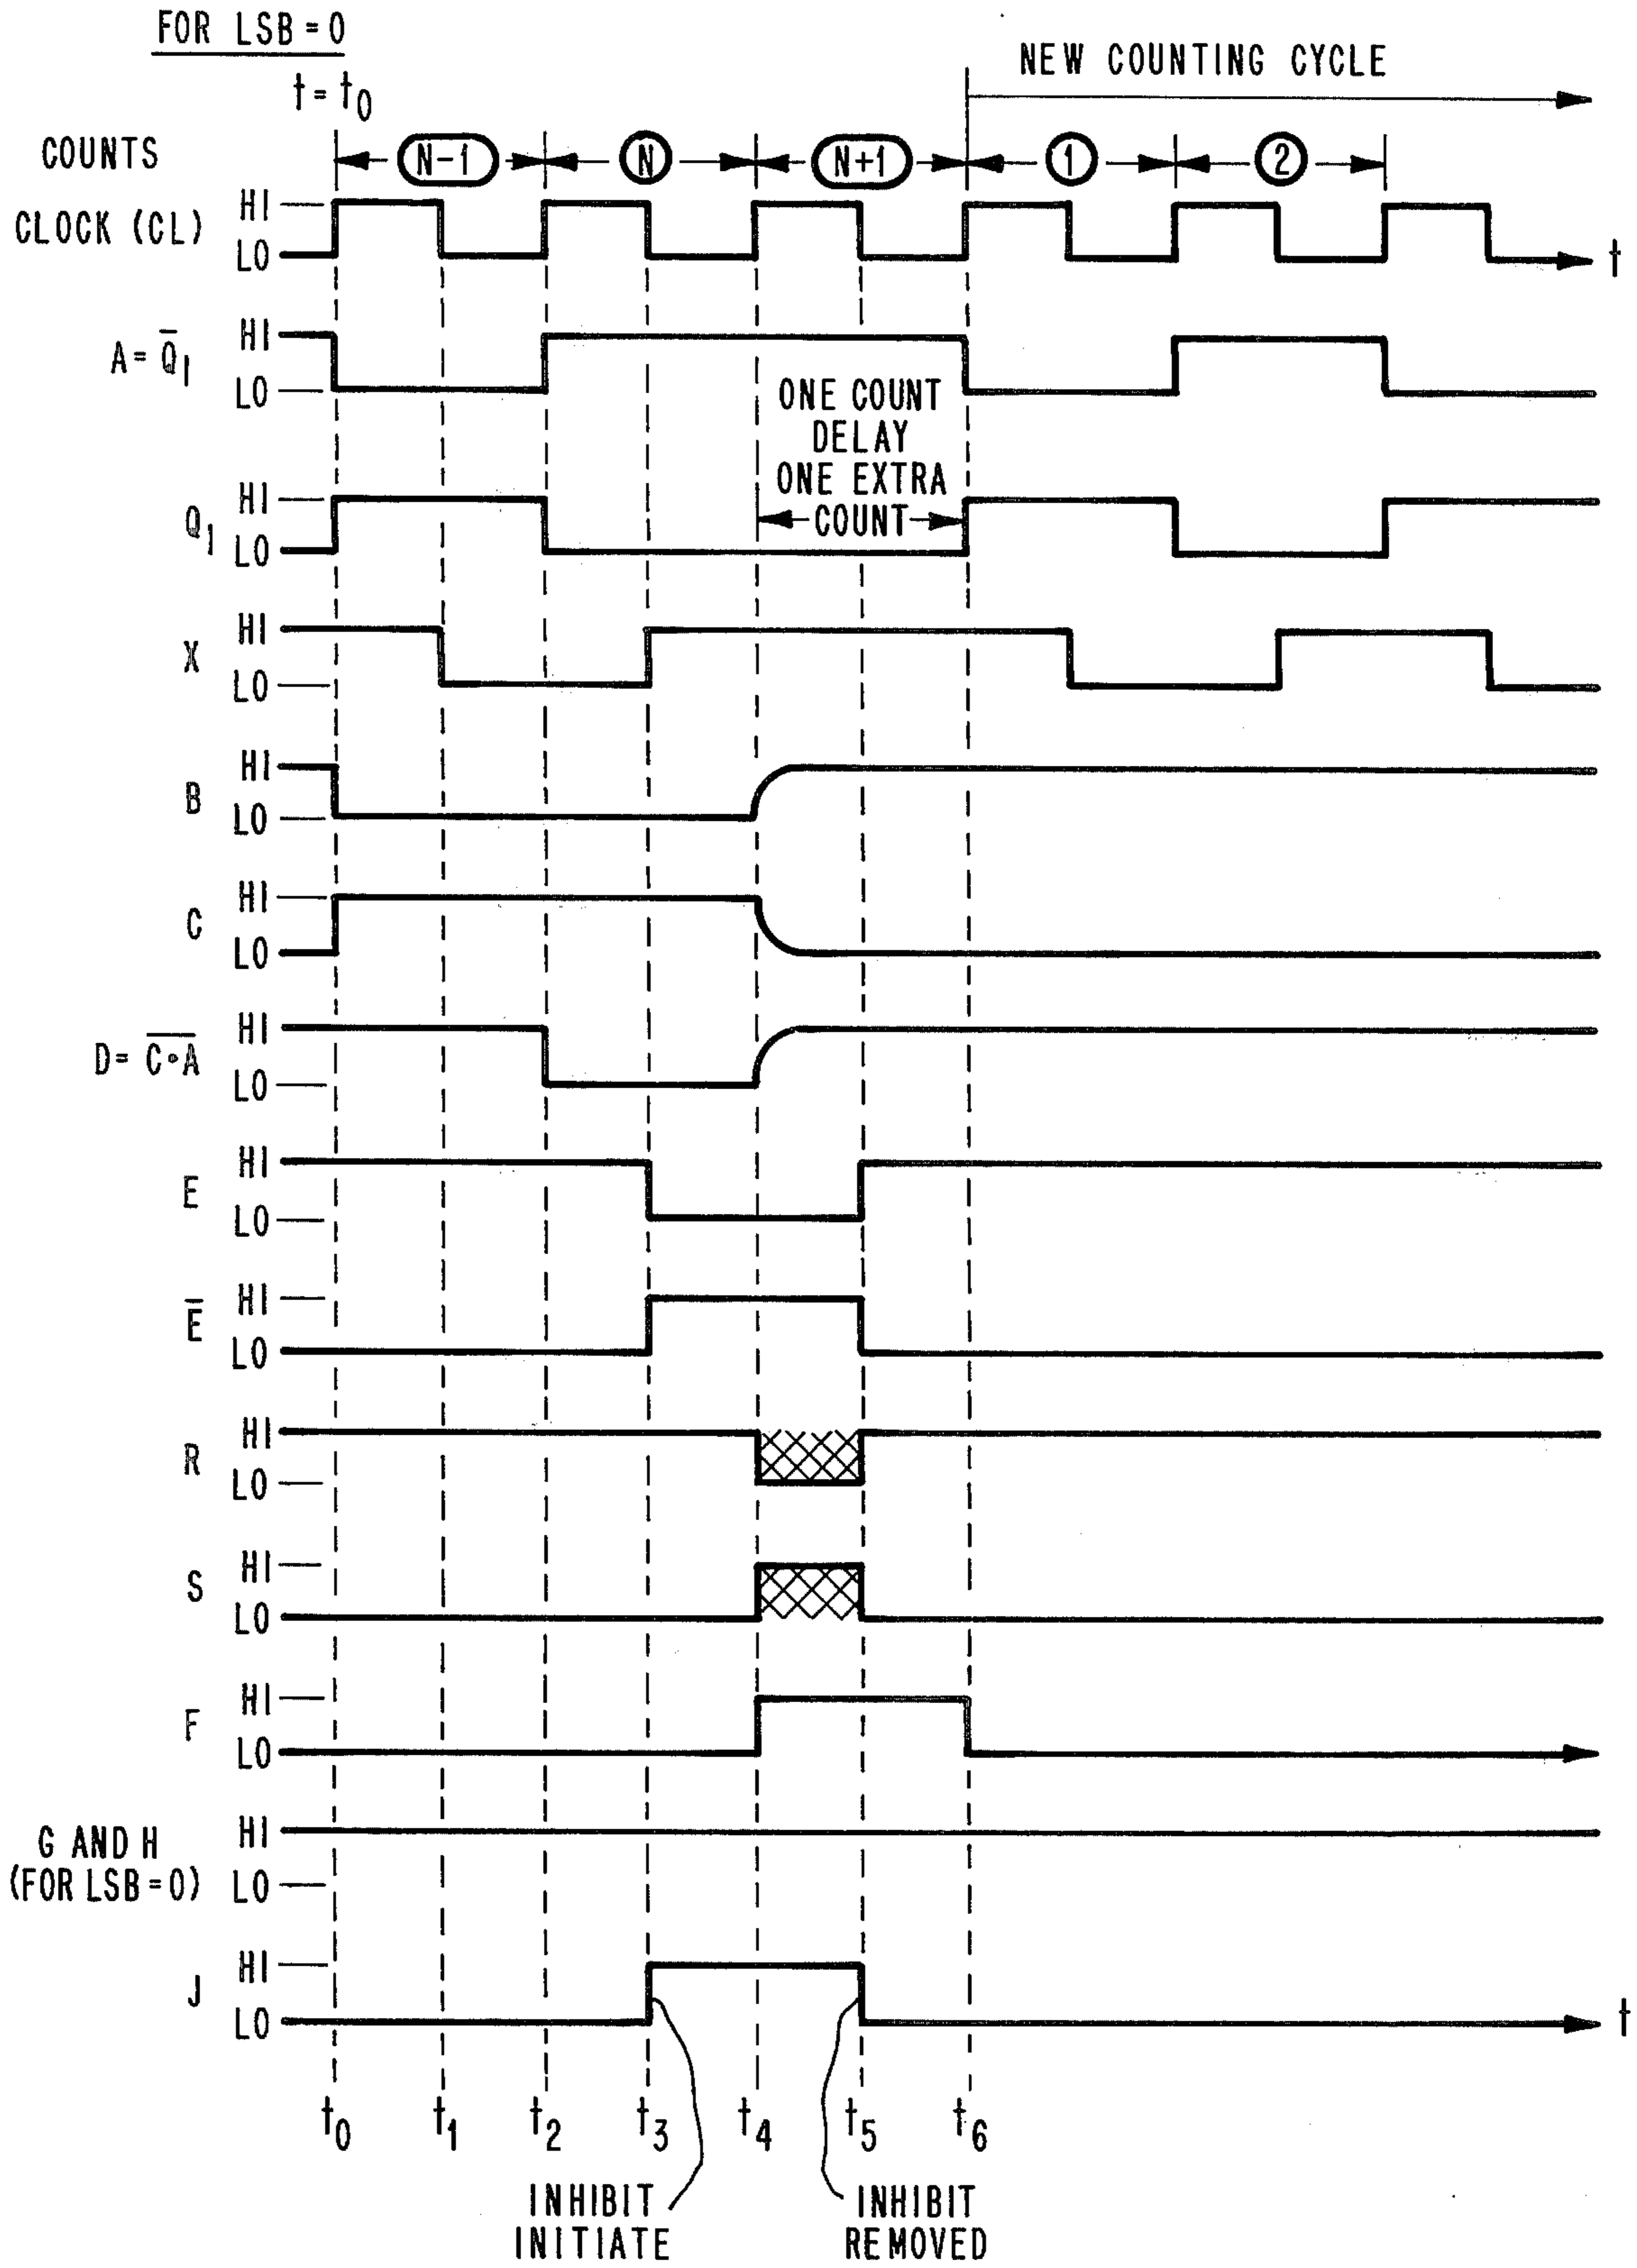 FOR LSB = 0
t = t0
NEW COUNTING CYCLE
COUNTS
N-1
N
N+1
1
2
CLOCK (CL)
HI
LO
t
A = Q̅1
HI
LO
ONE COUNT
DELAY
ONE EXTRA
COUNT
Q1
HI
LO
X
HI
LO
B
HI
LO
C
HI
LO
D = C̅•̅A̅
HI
LO
E
HI
LO
E̅
HI
LO
R
HI
LO
S
HI
LO
F
HI
LO
G AND H
(FOR LSB = 0)
HI
LO
J
HI
LO
t
t0 t1 t2 t3 t4 t5 t6
INHIBIT
INITIATE
INHIBIT
REMOVED